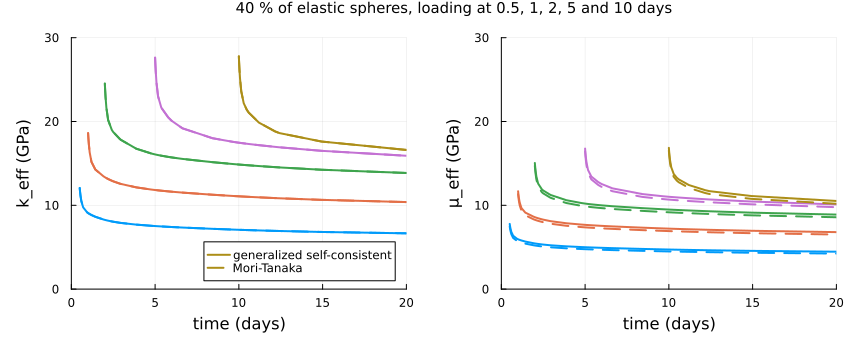 40 % of elastic spheres, loading at 0.5, 1, 2, 5 and 10 days
30
20
10
0
k_eff (GPa)
0 5 10 15 20
time (days)
generalized self-consistent
Mori-Tanaka
30
20
10
0
μ_eff (GPa)
0 5 10 15 20
time (days)